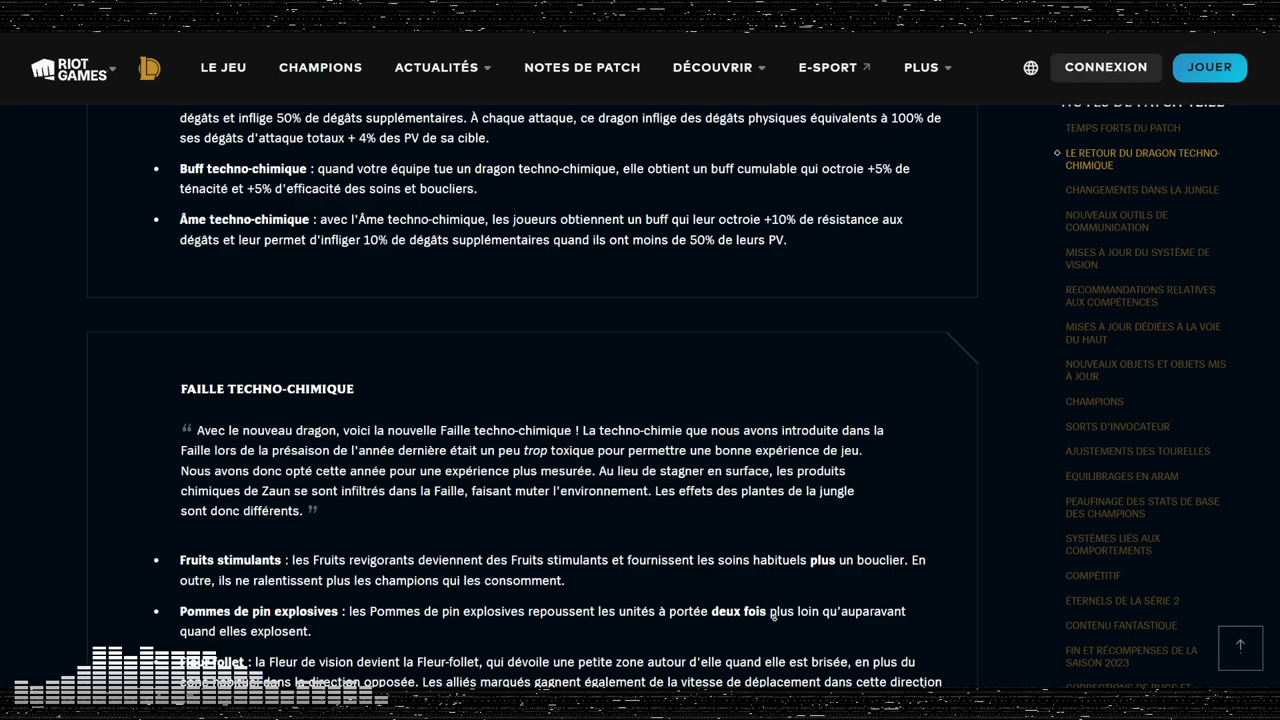 RIOT GAMES
LE JEU
CHAMPIONS
ACTUALITÉS
NOTES DE PATCH
DÉCOUVRIR
E-SPORT
PLUS
CONNEXION
JOUER
dégâts et inflige 50% de dégâts supplémentaires. À chaque attaque, ce dragon inflige des dégâts physiques équivalents à 100% de
ses dégâts d'attaque totaux + 4% des PV de sa cible.
Buff techno-chimique : quand votre équipe tue un dragon techno-chimique, elle obtient un buff cumulable qui octroie +5% de
ténacité et +5% d'efficacité des soins et boucliers.
Âme techno-chimique : avec l'Âme techno-chimique, les joueurs obtiennent un buff qui leur octroie +10% de résistance aux
dégâts et leur permet d'infliger 10% de dégâts supplémentaires quand ils ont moins de 50% de leurs PV.
FAILLE TECHNO-CHIMIQUE
“ Avec le nouveau dragon, voici la nouvelle Faille techno-chimique ! La techno-chimie que nous avons introduite dans la
Faille lors de la présaison de l'année dernière était un peu trop toxique pour permettre une bonne expérience de jeu.
Nous avons donc opté cette année pour une expérience plus mesurée. Au lieu de stagner en surface, les produits
chimiques de Zaun se sont infiltrés dans la Faille, faisant muter l'environnement. Les effets des plantes de la jungle
sont donc différents. ”
Fruits stimulants : les Fruits revigorants deviennent des Fruits stimulants et fournissent les soins habituels plus un bouclier. En
outre, ils ne ralentissent plus les champions qui les consomment.
Pommes de pin explosives : les Pommes de pin explosives repoussent les unités à portée deux fois plus loin qu'auparavant
quand elles explosent.
la Fleur de vision devient la Fleur-follet, qui dévoile une petite zone autour d'elle quand elle est brisée, en plus du
cône habituel dans la direction opposée. Les alliés marqués gagnent également de la vitesse de déplacement dans cette direction
TEMPS FORTS DU PATCH
LE RETOUR DU DRAGON TECHNO-
CHIMIQUE
CHANGEMENTS DANS LA JUNGLE
NOUVEAUX OUTILS DE
COMMUNICATION
MISES À JOUR DU SYSTÈME DE
VISION
RECOMMANDATIONS RELATIVES
AUX COMPÉTENCES
MISES À JOUR DÉDIÉES À LA VOIE
DU HAUT
NOUVEAUX OBJETS ET OBJETS MIS
À JOUR
CHAMPIONS
SORTS D'INVOCATEUR
AJUSTEMENTS DES TOURELLES
ÉQUILIBRAGES EN ARAM
PEAUFINAGE DES STATS DE BASE
DES CHAMPIONS
SYSTÈMES LIÉS AUX
COMPORTEMENTS
COMPÉTITIF
ÉTERNELS DE LA SÉRIE 2
CONTENU FANTASTIQUE
FIN ET RÉCOMPENSES DE LA
SAISON 2023